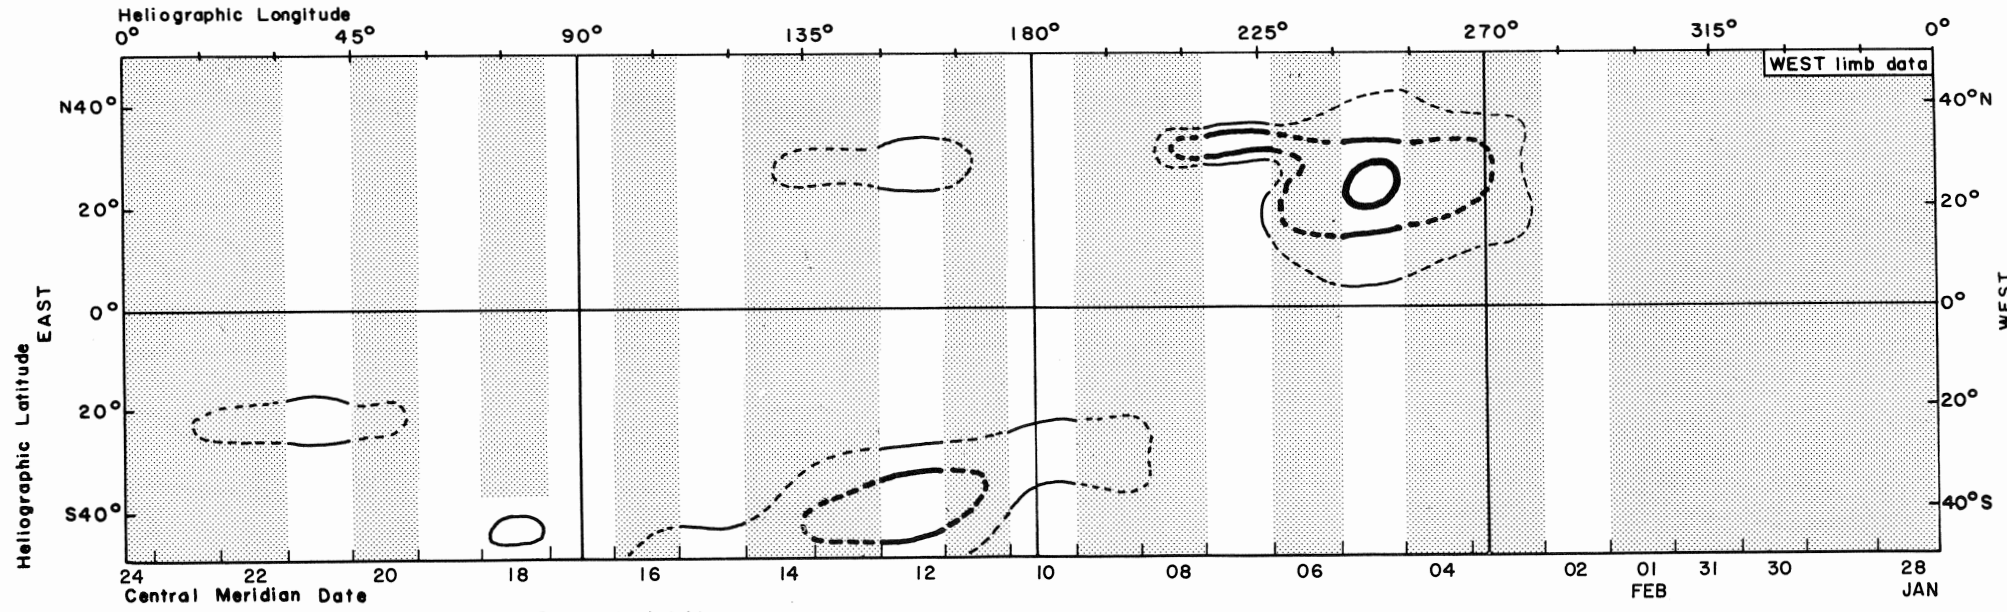 Heliographic Longitude
0° 45° 90° 135° 180° 225° 270° 315° 0°
WEST limb data
N40° 40°N
20° 20°
EAST WEST
0° 0°
Heliographic Latitude
20° 20°
S40° 40°S
24 22 20 18 16 14 12 10 08 06 04 02 01 31 30 28
Central Meridian Date FEB JAN